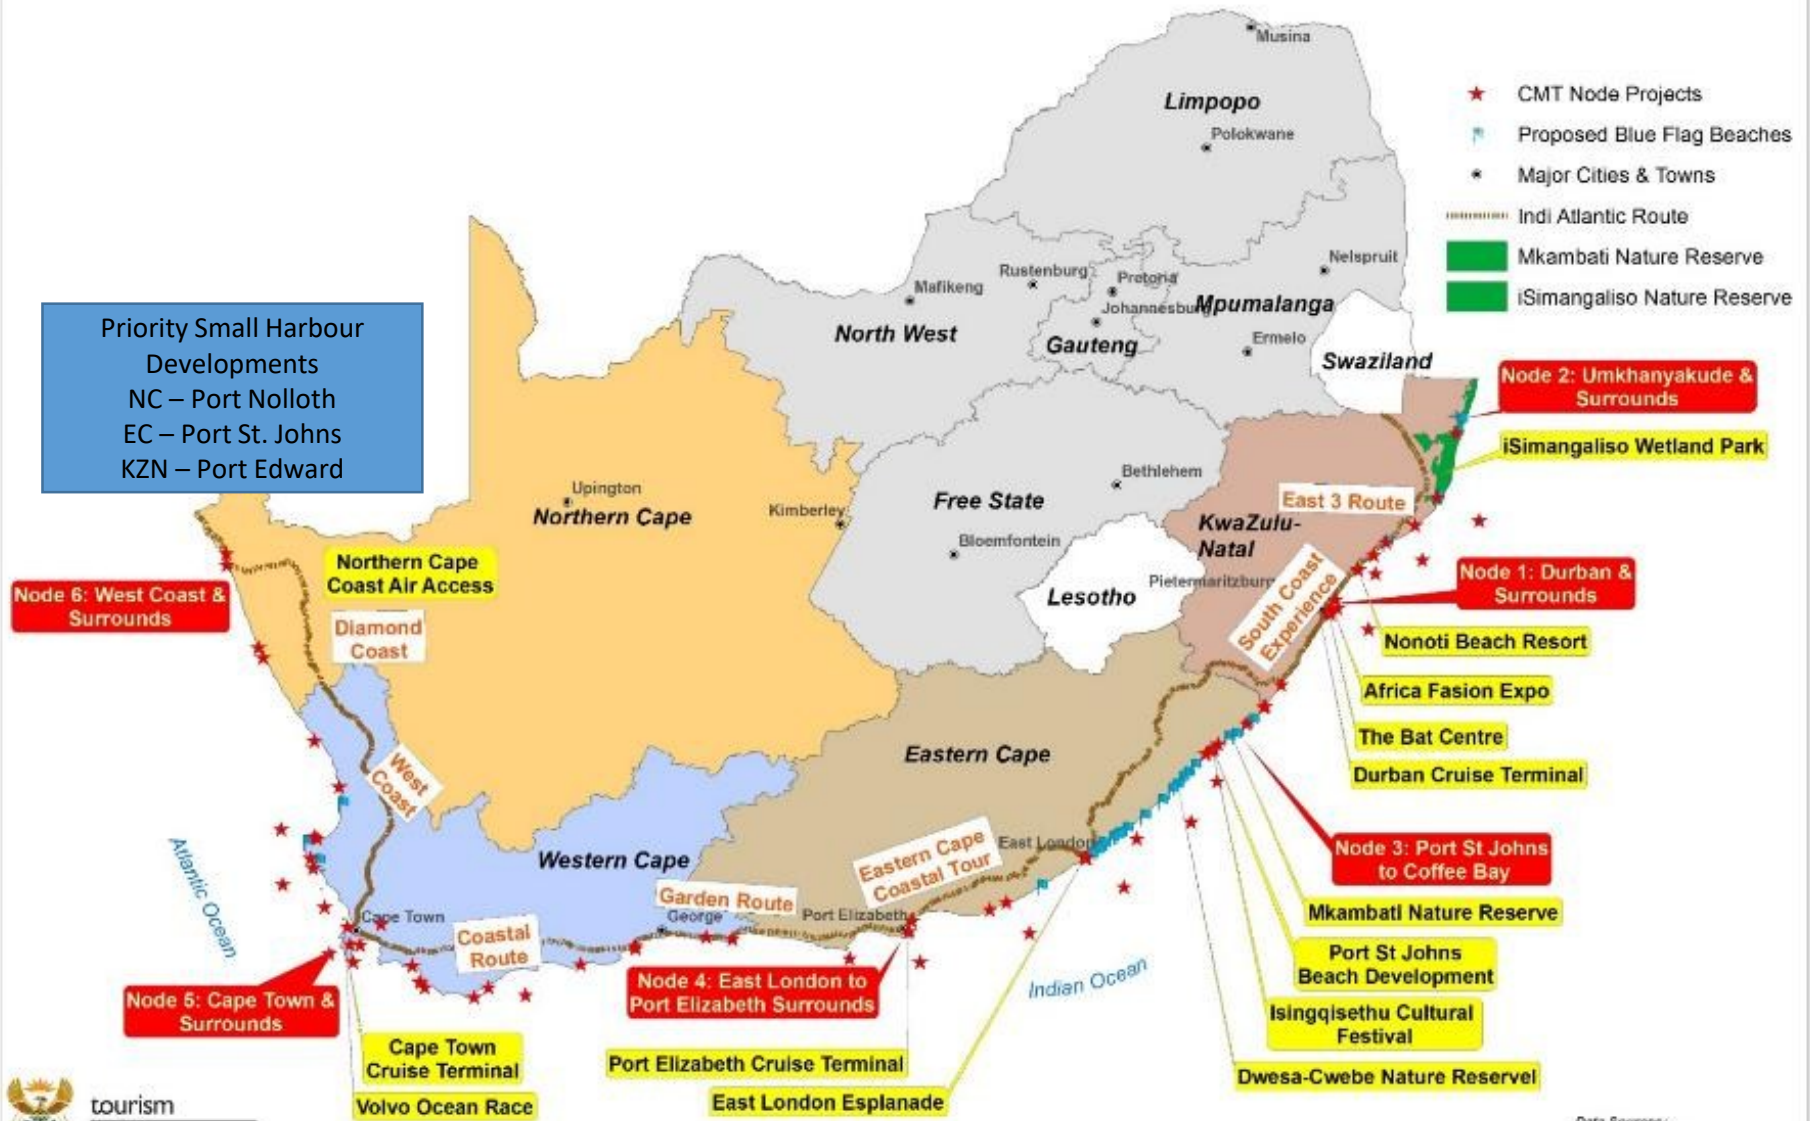 Musina
Limpopo
Polokwane
CMT Node Projects
Proposed Blue Flag Beaches
Major Cities & Towns
Indi Atlantic Route
Mkambati Nature Reserve
iSimangaliso Nature Reserve
Priority Small Harbour
Developments
NC – Port Nolloth
EC – Port St. Johns
KZN – Port Edward
Mafikeng
Rustenburg
Pretoria
Johannesburg
Nelspruit
Mpumalanga
North West
Gauteng
Ermelo
Swaziland
Node 2: Umkhanyakude &
Surrounds
iSimangaliso Wetland Park
Upington
Northern Cape
Kimberley
Free State
Bethlehem
Bloemfontein
East 3 Route
KwaZulu-
Natal
Pietermaritzburg
Lesotho
South Coast
Experience
Node 1: Durban &
Surrounds
Nonoti Beach Resort
Africa Fasion Expo
The Bat Centre
Durban Cruise Terminal
Northern Cape
Coast Air Access
Node 6: West Coast &
Surrounds
Diamond
Coast
West
Coast
Eastern Cape
Western Cape
East London
Eastern Cape
Coastal Tour
Garden Route
George
Port Elizabeth
Cape Town
Coastal
Route
Atlantic Ocean
Indian Ocean
Node 3: Port St Johns
to Coffee Bay
Mkambati Nature Reserve
Port St Johns
Beach Development
Isingqisethu Cultural
Festival
Dwesa-Cwebe Nature Reservel
Node 4: East London to
Port Elizabeth Surrounds
Node 5: Cape Town &
Surrounds
Cape Town
Cruise Terminal
Volvo Ocean Race
Port Elizabeth Cruise Terminal
East London Esplanade
tourism
Data Sources: